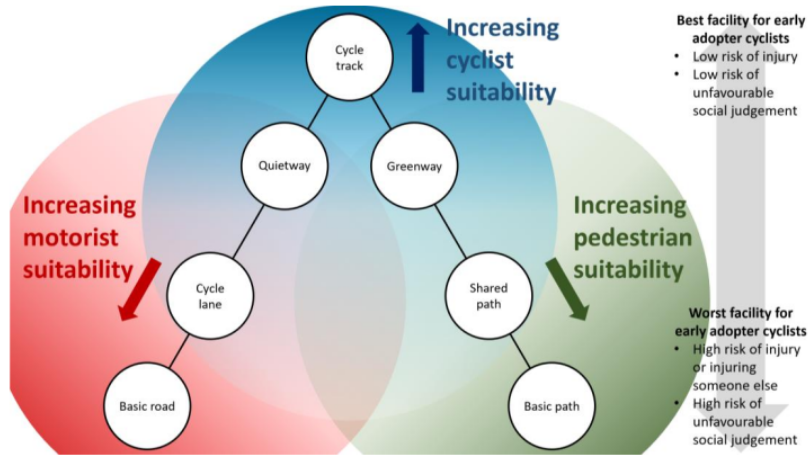 Increasing
cyclist
suitability
Cycle
track
Quietway
Greenway
Increasing
motorist
suitability
Increasing
pedestrian
suitability
Cycle
lane
Shared
path
Basic road
Basic path
Best facility for early
adopter cyclists
• Low risk of injury
• Low risk of
unfavourable
social judgement
Worst facility for
early adopter cyclists
• High risk of injury
or injuring
someone else
• High risk of
unfavourable
social judgement